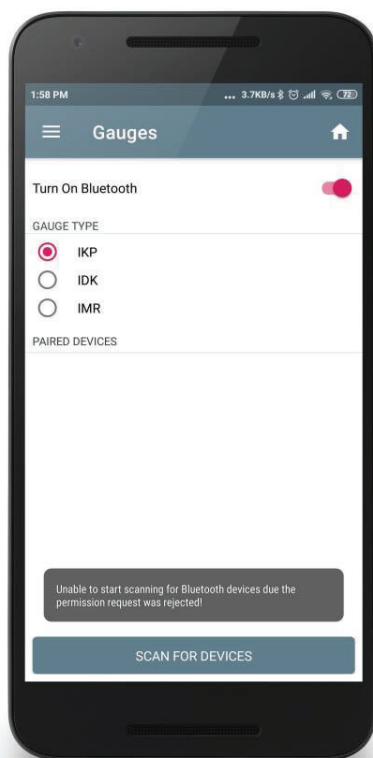 1:58 PM ... 3.7KB/s 72
Gauges
Turn On Bluetooth
GAUGE TYPE
IKP
IDK
IMR
PAIRED DEVICES
Unable to start scanning for Bluetooth devices due the
permission request was rejected!
SCAN FOR DEVICES